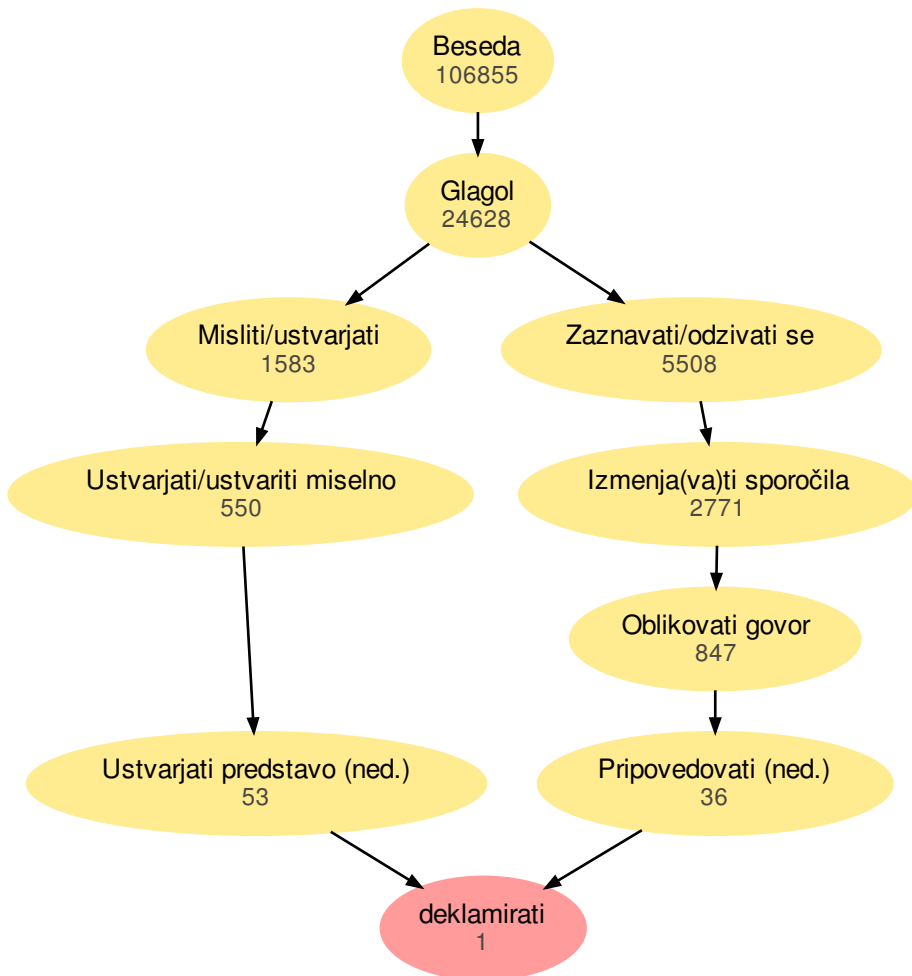 Beseda
106855
Glagol
24628
Misliti/ustvarjati
1583
Zaznavati/odzivati se
5508
Ustvarjati/ustvariti miselno
550
Izmenja(va)ti sporočila
2771
Oblikovati govor
847
Ustvarjati predstavo (ned.)
53
Pripovedovati (ned.)
36
deklamirati
1